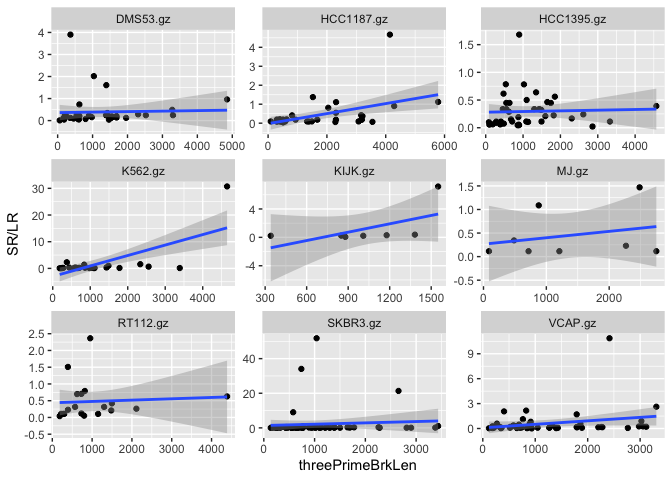 DMS53.gz HCC1187.gz HCC1395.gz
4
3
2
1
0
0 1000 2000 3000 4000 5000
4
2
0
0 2000 4000 6000
1.5
1.0
0.5
0.0
0 1000 2000 3000 4000
K562.gz KIJK.gz MJ.gz
30
20
10
0
0 1000 2000 3000 4000
4
0
-4
300 600 900 1200 1500
1.5
1.0
0.5
0.0
-0.5
0 1000 2000
RT112.gz SKBR3.gz VCAP.gz
2.5
2.0
1.5
1.0
0.5
0.0
-0.5
0 1000 2000 3000 4000
40
20
0
0 1000 2000 3000
9
6
3
0
0 1000 2000 3000
SR/LR
threePrimeBrkLen